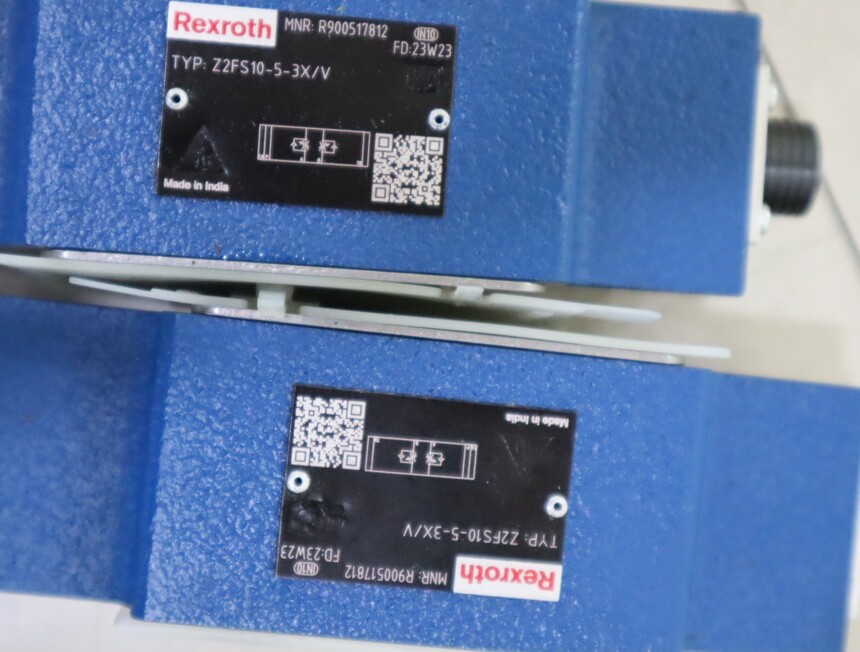 Rexroth
MNR: R900517812
IN10
FD:23W23
TYP: Z2FS10-5-3X/V
Made in India
Rexroth
MNR: R900517812
IN10
FD:23W23
TYP: Z2FS10-5-3X/V
Made in India